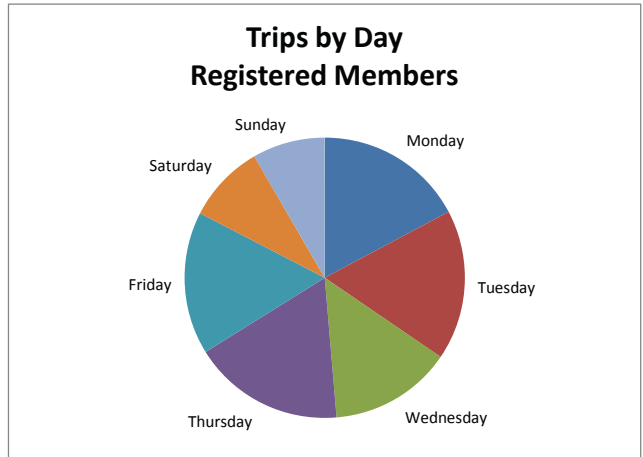 Trips by Day
Registered Members
Sunday
Monday
Saturday
Friday
Tuesday
Thursday
Wednesday